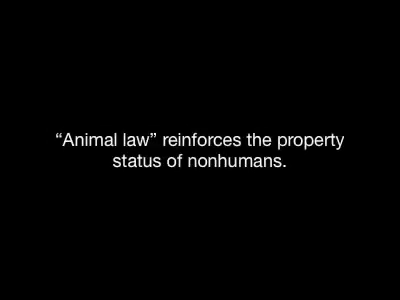 “Animal law” reinforces the property
status of nonhumans.